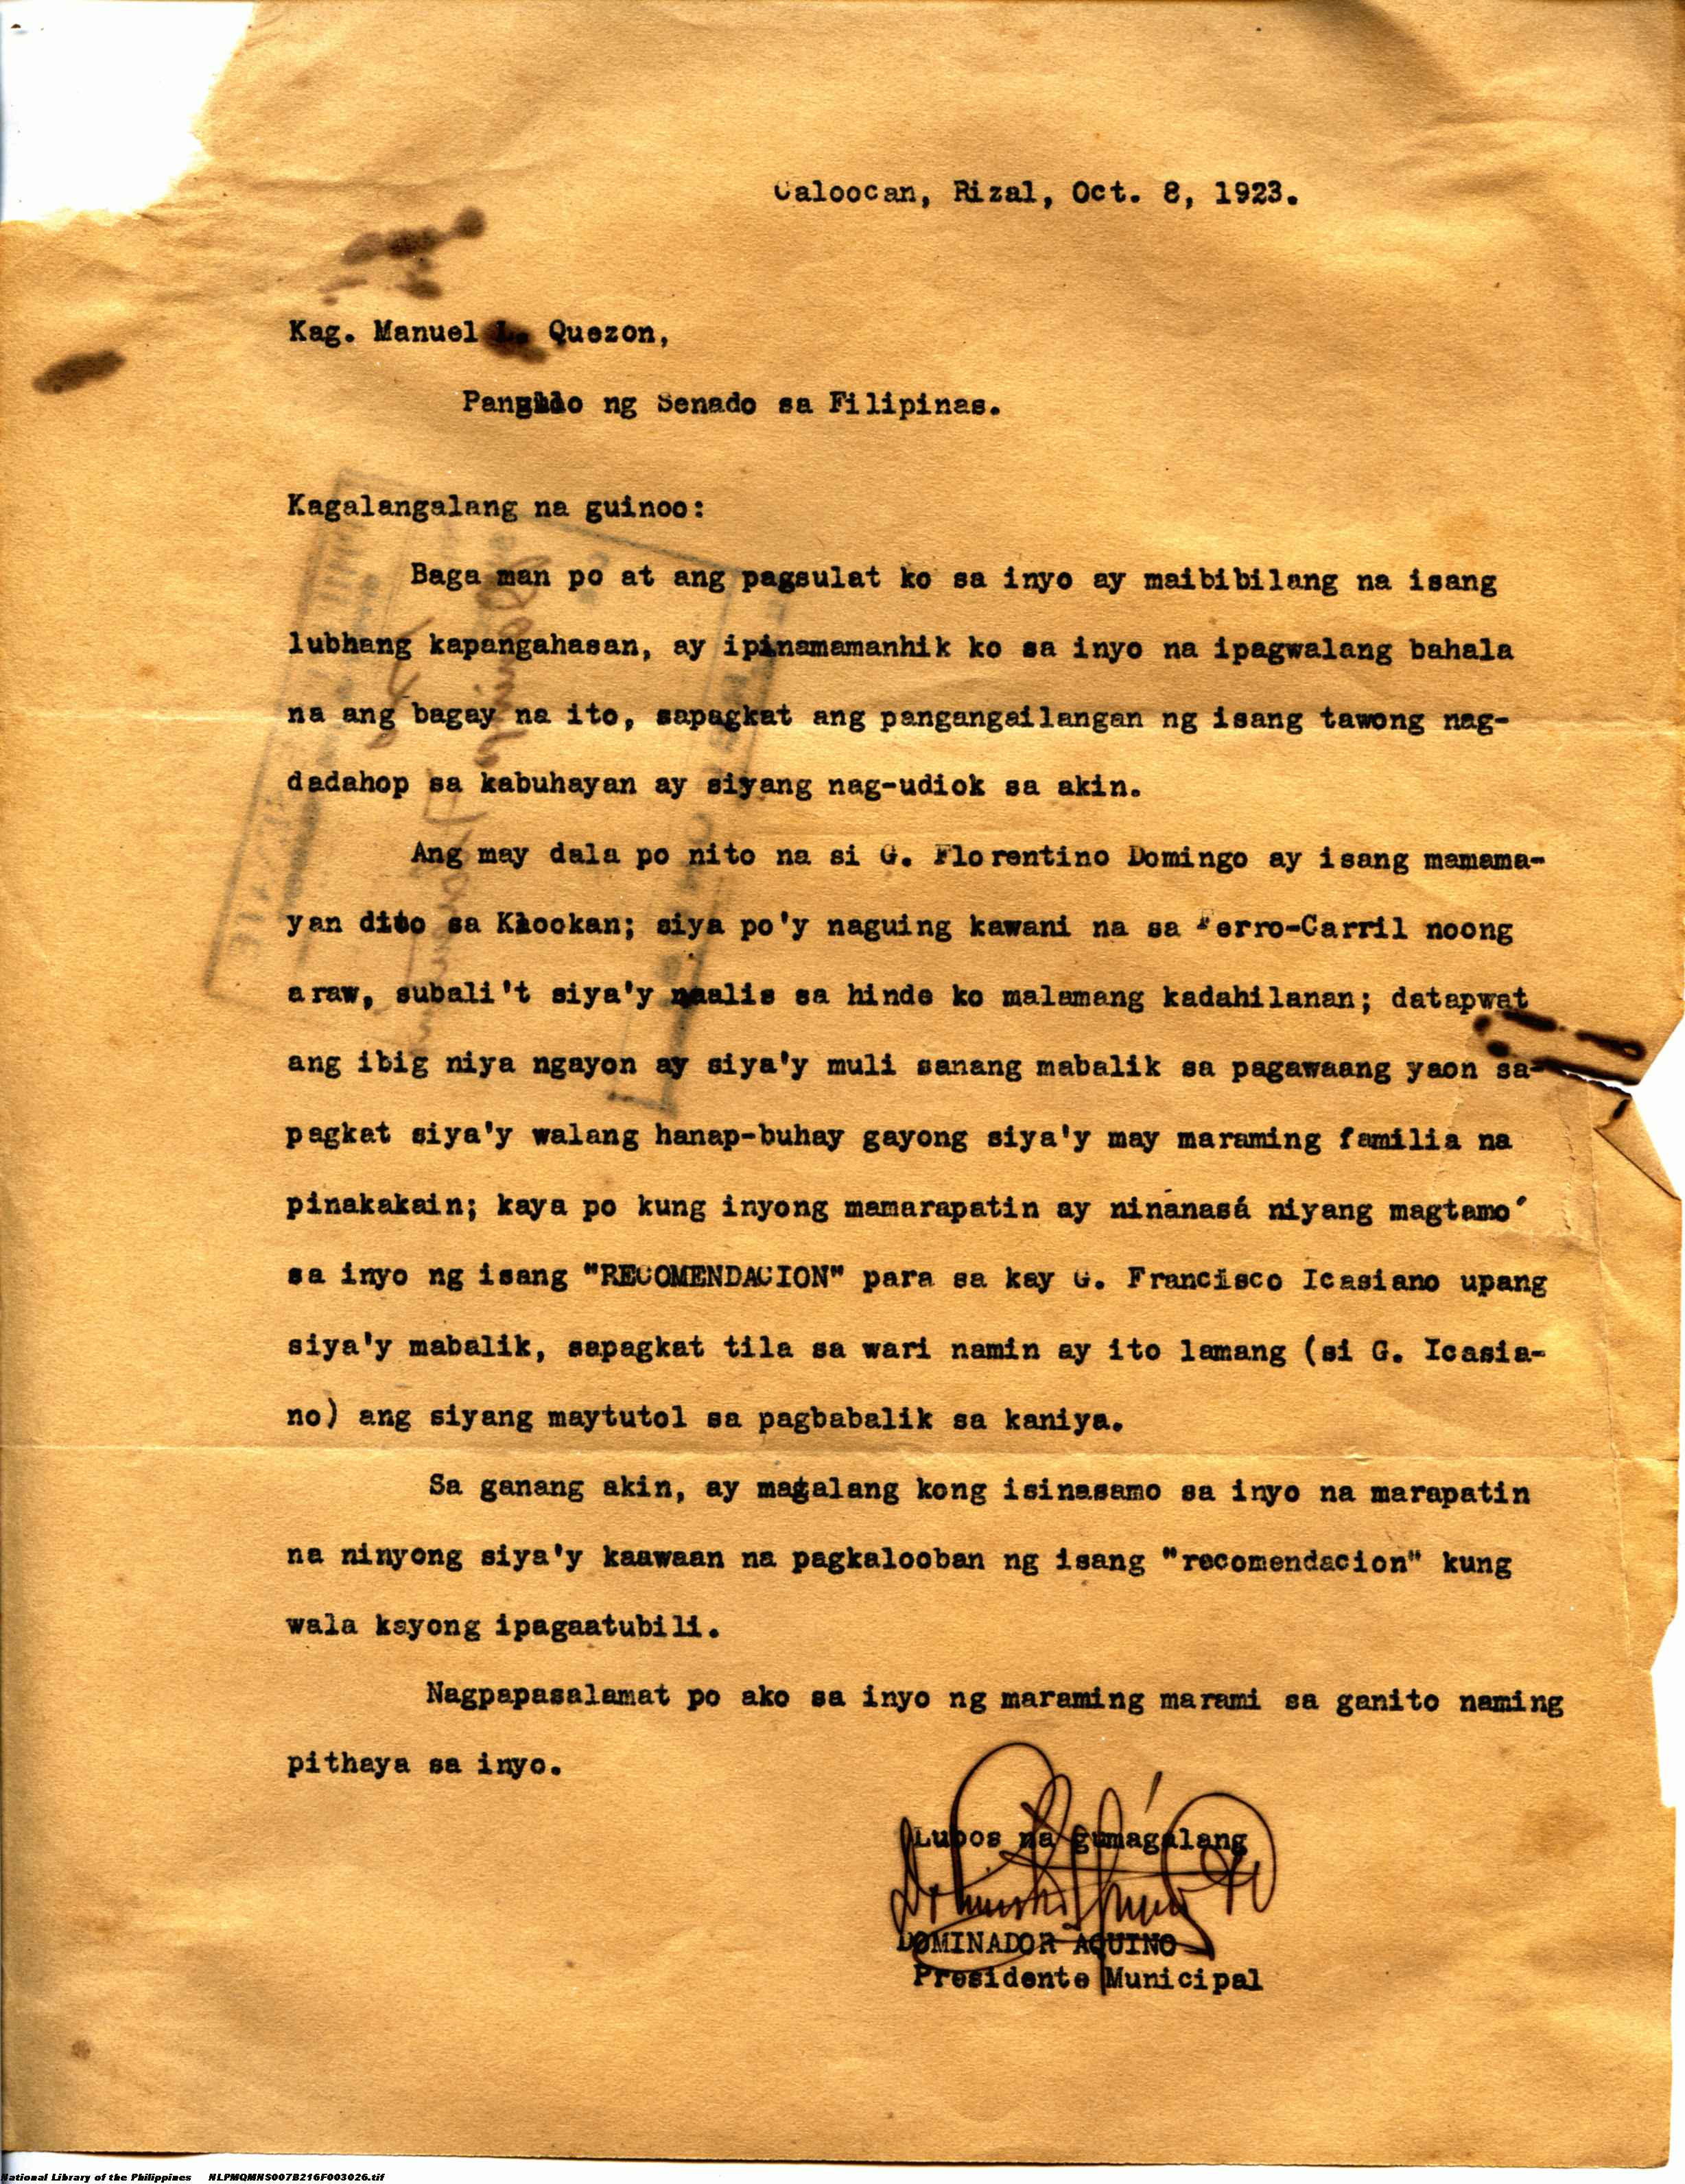 Caloocan, Rizal, Oct. 8, 1923.
Kag. Manuel L. Quezon,
Pangulo ng Senado sa Filipinas.
Kagalangalang na guinoo:
Baga man po at ang pagsulat ko sa inyo ay maibibilang na isang
lubhang kapangahasan, ay ipinamamanhik ko sa inyo na ipagwalang bahala
na ang bagay na ito, sapagkat ang pangangailangan ng isang tawong nag-
dadahop sa kabuhayan ay siyang nag-udiok sa akin.
Ang may dala po nito na si G. Florentino Domingo ay isang mamama-
yan dito sa Kalookan; siya po'y naguing kawani na sa Ferro-Carril noong
araw, subali't siya'y naalis sa hinde ko malamang kadahilanan; datapwat
ang ibig niya ngayon ay siya'y muli sanang mabalik sa pagawaang yaon sa-
pagkat siya'y walang hanap-buhay gayong siya'y may maraming familia na
pinakakain; kaya po kung inyong mamarapatin ay ninánasá niyang magtamó
sa inyo ng isang "RECOMENDACION" para sa kay G. Francisco Icasiano upang
siya'y mabalik, sapagkat tila sa wari namin ay ito lamang (si G. Icasia-
no) ang siyang maytutol sa pagbabalik sa kaniya.
Sa ganang akin, ay magalang kong isinasamo sa inyo na marapatin
na ninyong siya'y kaawaan na pagkalooban ng isang "recomendacion" kung
wala kayong ipagaatubili.
Nagpapasalamat po ako sa inyo ng maraming marami sa ganito naming
pithaya sa inyo.
Lubos na gumagalang
DOMINADOR AQUINO
Presidente Municipal
National Library of the Philippines NLPMQMNS007B216F003026.tif